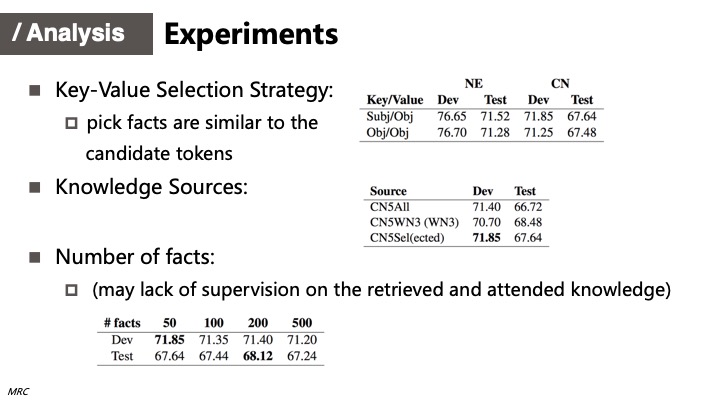 / Analysis Experiments
■ Key-Value Selection Strategy:
□ pick facts are similar to the
candidate tokens
NE CN
Key/Value Dev Test Dev Test
Subj/Obj 76.65 71.52 71.85 67.64
Obj/Obj 76.70 71.28 71.25 67.48
■ Knowledge Sources:
Source Dev Test
CN5All 71.40 66.72
CN5WN3 (WN3) 70.70 68.48
CN5Sel(ected) 71.85 67.64
■ Number of facts:
□ (may lack of supervision on the retrieved and attended knowledge)
# facts 50 100 200 500
Dev 71.85 71.35 71.40 71.20
Test 67.64 67.44 68.12 67.24
MRC